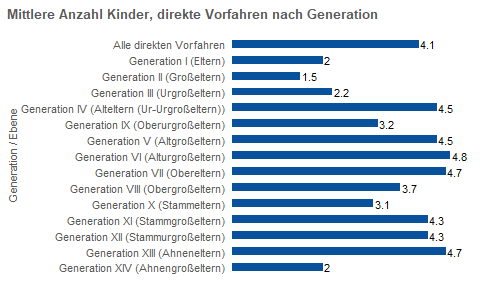 Mittlere Anzahl Kinder, direkte Vorfahren nach Generation
Generation / Ebene
Alle direkten Vorfahren 4.1
Generation I (Eltern) 2
Generation II (Großeltern) 1.5
Generation III (Urgroßeltern) 2.2
Generation IV (Alteltern (Ur-Urgroßeltern)) 4.5
Generation IX (Oberurgroßeltern) 3.2
Generation V (Altgroßeltern) 4.5
Generation VI (Alturgroßeltern) 4.8
Generation VII (Obereltern) 4.7
Generation VIII (Obergroßeltern) 3.7
Generation X (Stammeltern) 3.1
Generation XI (Stammgroßeltern) 4.3
Generation XII (Stammurgroßeltern) 4.3
Generation XIII (Ahneneltern) 4.7
Generation XIV (Ahnengroßeltern) 2